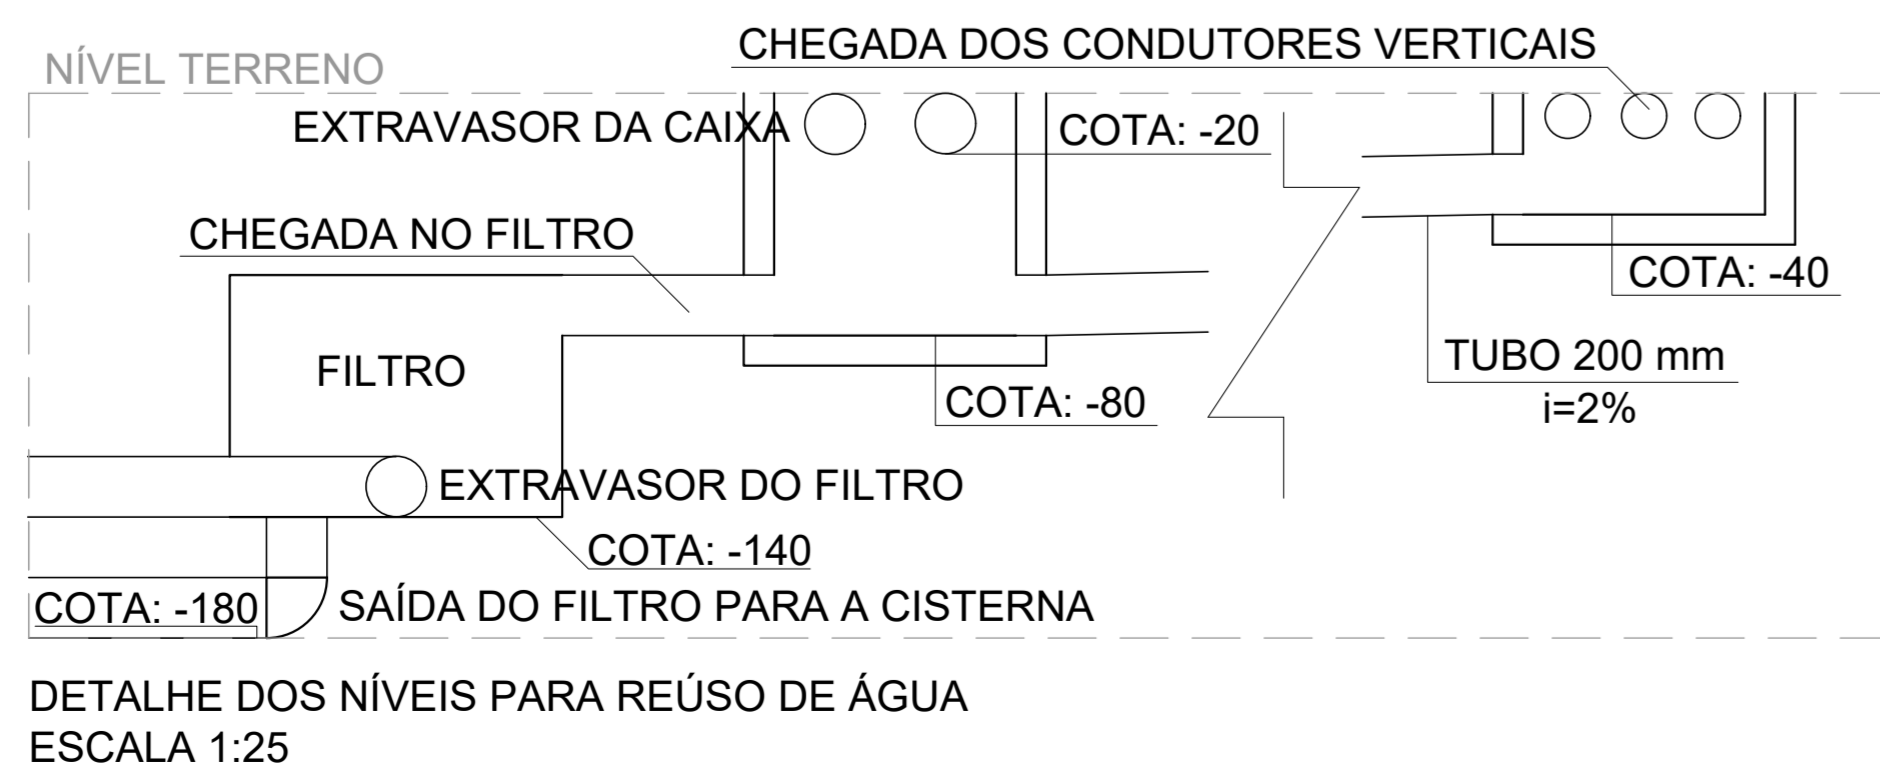 CHEGADA DOS CONDUTORES VERTICAIS
NÍVEL TERRENO
EXTRAVASOR DA CAIXA
COTA: -20
CHEGADA NO FILTRO
COTA: -40
FILTRO
TUBO 200 mm
i=2%
COTA: -80
EXTRAVASOR DO FILTRO
COTA: -140
COTA: -180
SAÍDA DO FILTRO PARA A CISTERNA
DETALHE DOS NÍVEIS PARA REÚSO DE ÁGUA
ESCALA 1:25